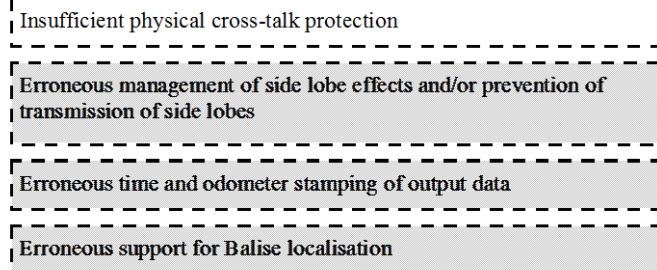 Insufficient physical cross-talk protection
Erroneous management of side lobe effects and/or prevention of
transmission of side lobes
Erroneous time and odometer stamping of output data
Erroneous support for Balise localisation